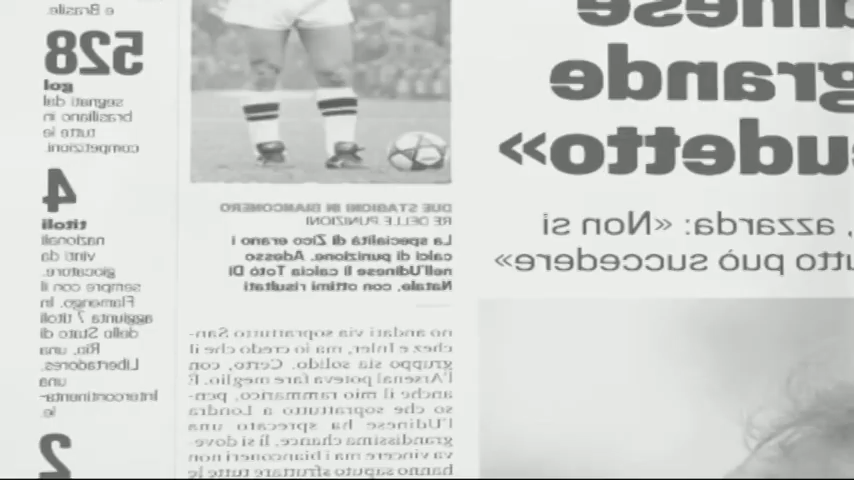 dinese
grande
udetto»
, azzarda: «Non si
utto può succedere»
DUE STAGIONI IN BIANCONERO
RE DELLE PUNIZIONI
La specialità di Zico erano i
calci di punizione. Adesso
nell'Udinese li calcia Totò Di
Natale, con ottimi risultati
no andati via soprattutto San-
chez e Inler, ma io credo che il
gruppo sia solido. Certo, con
l'Arsenal poteva fare meglio. È
anche il mio rammarico, pen-
so che soprattutto a Londra
l'Udinese ha sprecato una
grandissima chance, lì si dove-
va vincere ma i bianconeri non
hanno saputo sfruttare tutte le
e Brasile.
528
gol
segnati dal
brasiliano in
tutte le
competizioni
4
titoli
nazionali
vinti da
giocatore,
sempre con il
Flamengo. In
aggiunta 7 titoli
dello Stato di
Rio, una
Libertadores,
una
Intercontinenta-
le
2